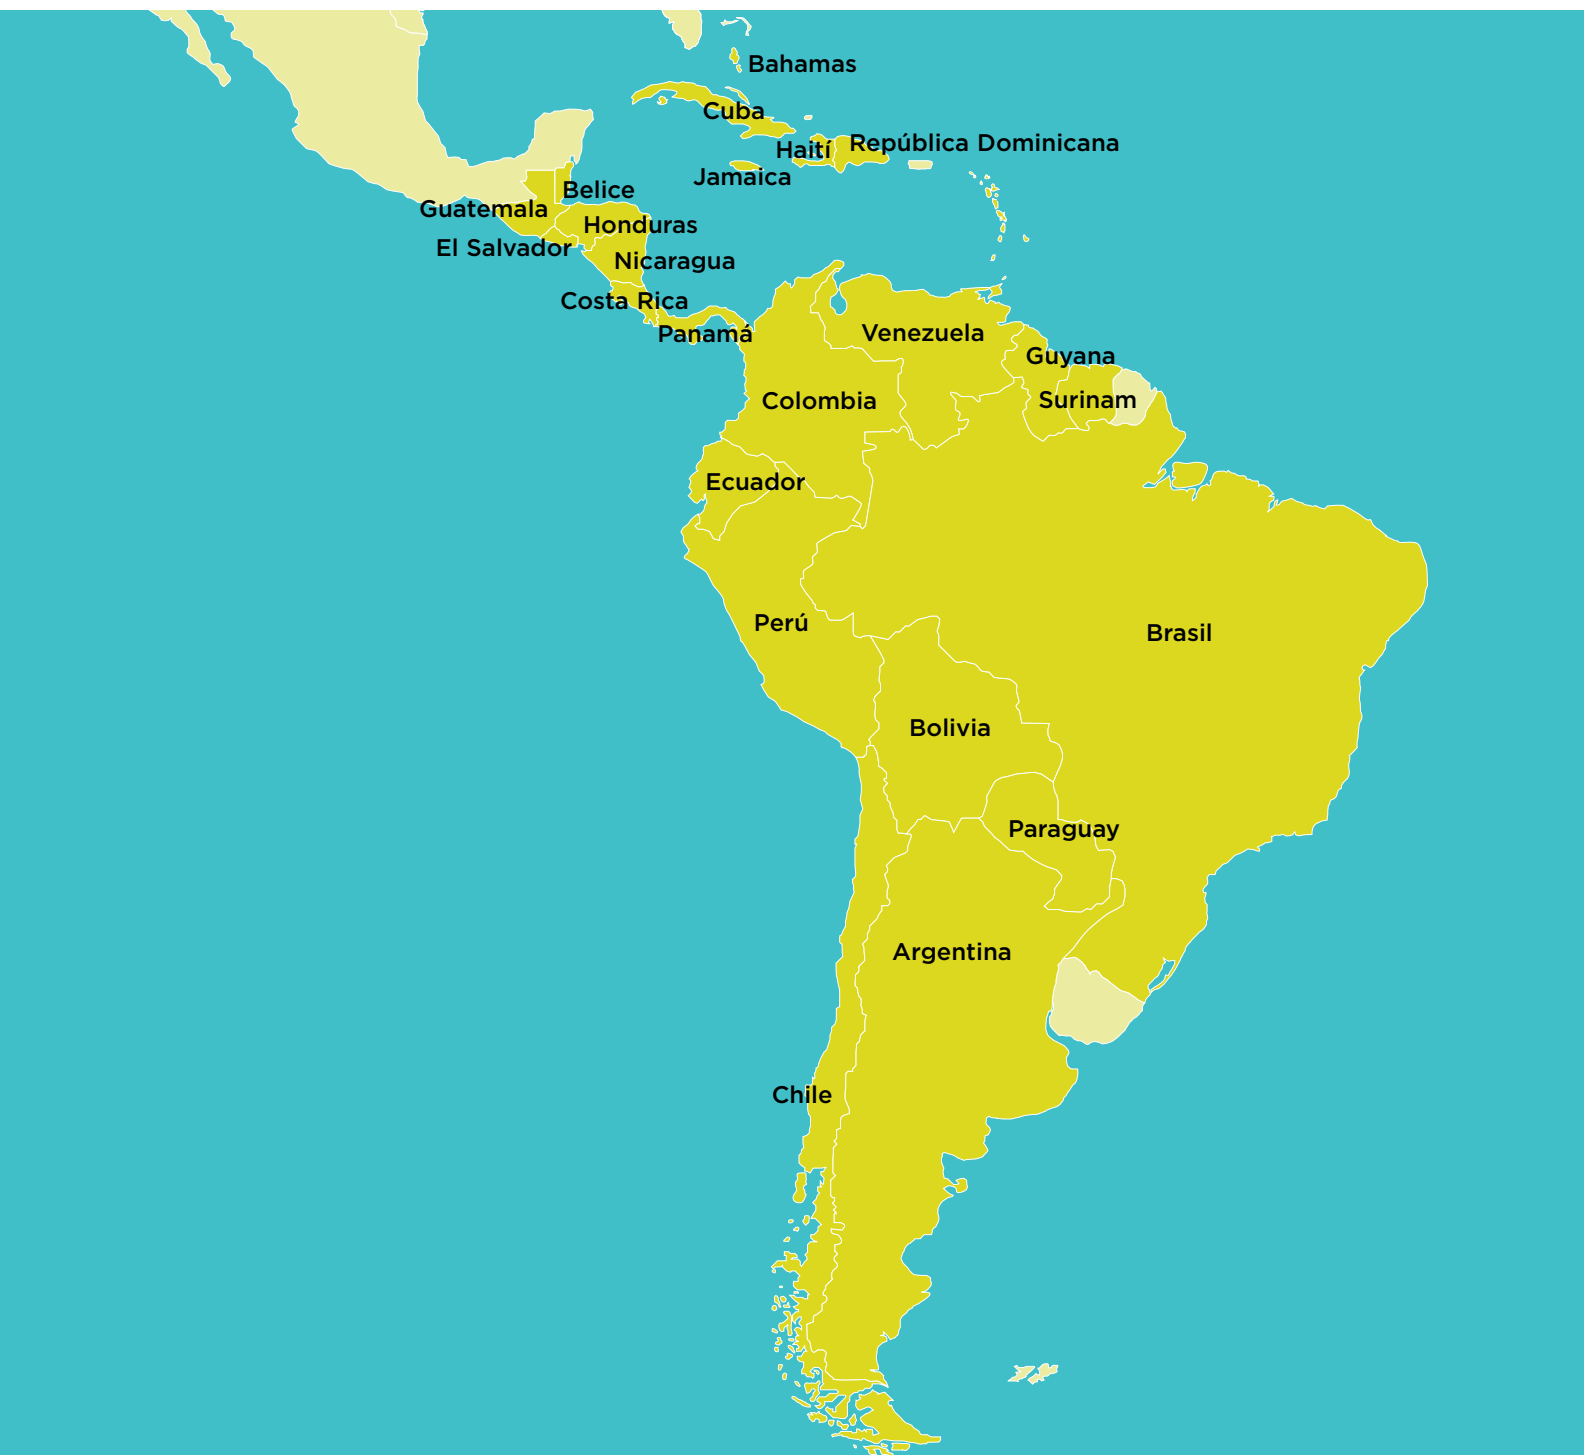 Bahamas
Cuba
República Dominicana
Haití
Jamaica
Belice
Guatemala
Honduras
El Salvador
Nicaragua
Costa Rica
Panamá
Venezuela
Guyana
Colombia
Surinam
Ecuador
Perú
Brasil
Bolivia
Paraguay
Argentina
Chile